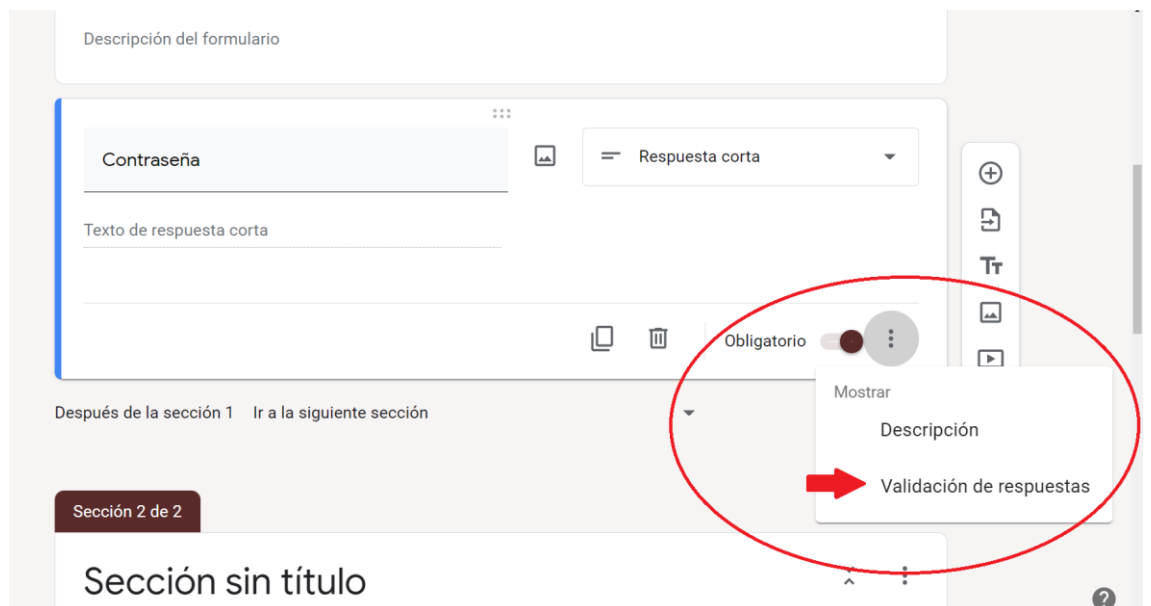 Descripción del formulario
Contraseña
Respuesta corta
Texto de respuesta corta
Tт
Obligatorio
Mostrar
Descripción
Después de la sección 1 Ir a la siguiente sección
Validación de respuestas
Sección 2 de 2
Sección sin título